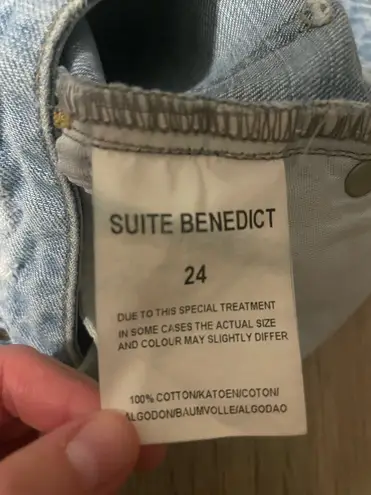 SUITE BENEDICT
24
DUE TO THIS SPECIAL TREATMENT
IN SOME CASES THE ACTUAL SIZE
AND COLOUR MAY SLIGHTLY DIFFER
100% COTTON/KATOEN/COTON/
ALGODON/BAUMVOLLE/ALGODAO